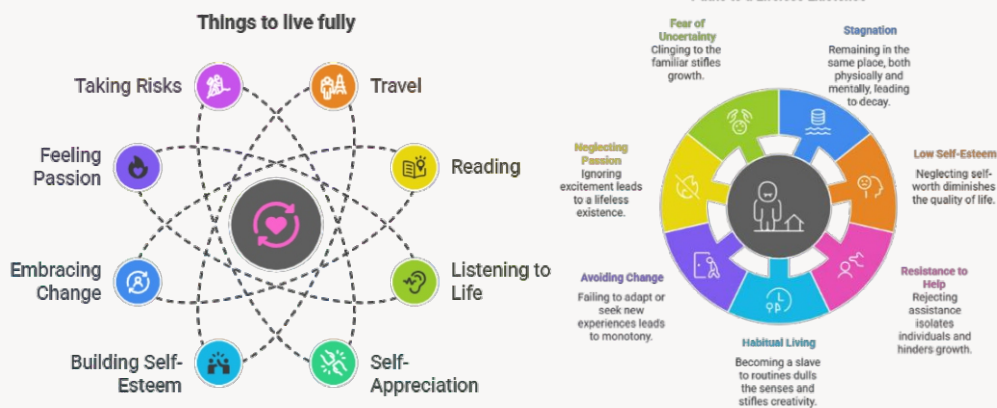 Things to live fully
Taking Risks
Travel
Feeling
Passion
Reading
Embracing
Change
Listening to
Life
Building Self-
Esteem
Self-
Appreciation
Fear of
Uncertainty
Clinging to the
familiar stifles
growth.
Stagnation
Remaining in the
same place, both
physically and
mentally, leading
to decay.
Neglecting
Passion
Ignoring
excitement leads
to a lifeless
existence.
Low Self-Esteem
Neglecting self-
worth diminishes
the quality of life.
Avoiding Change
Failing to adapt or
seek new
experiences leads
to monotony.
Resistance to
Help
Rejecting
assistance
isolates
individuals and
hinders growth.
Habitual Living
Becoming a slave
to routines dulls
the senses and
stifles creativity.